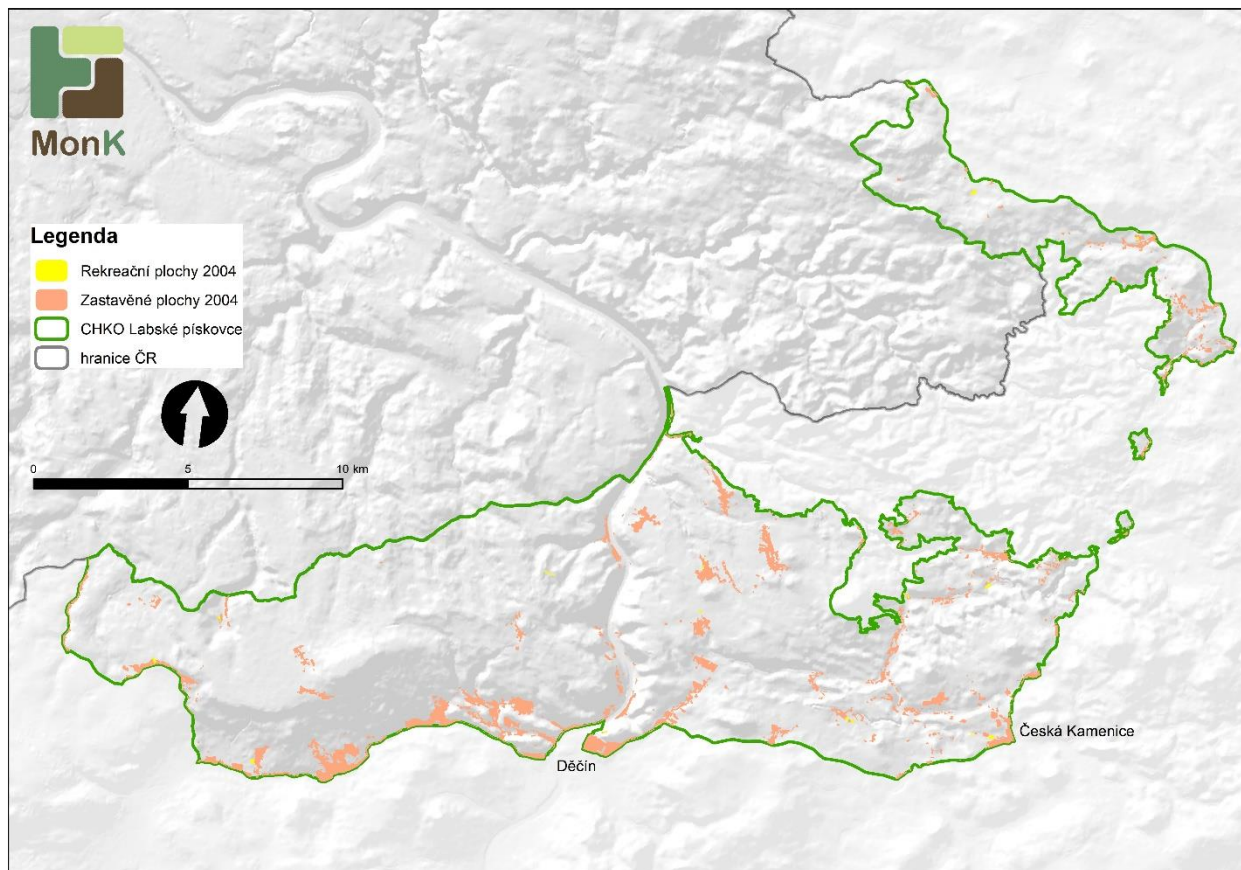 MonK
Legenda
Rekreační plochy 2004
Zastavěné plochy 2004
CHKO Labské pískovce
hranice ČR
0 5 10 km
Česká Kamenice
Děčín